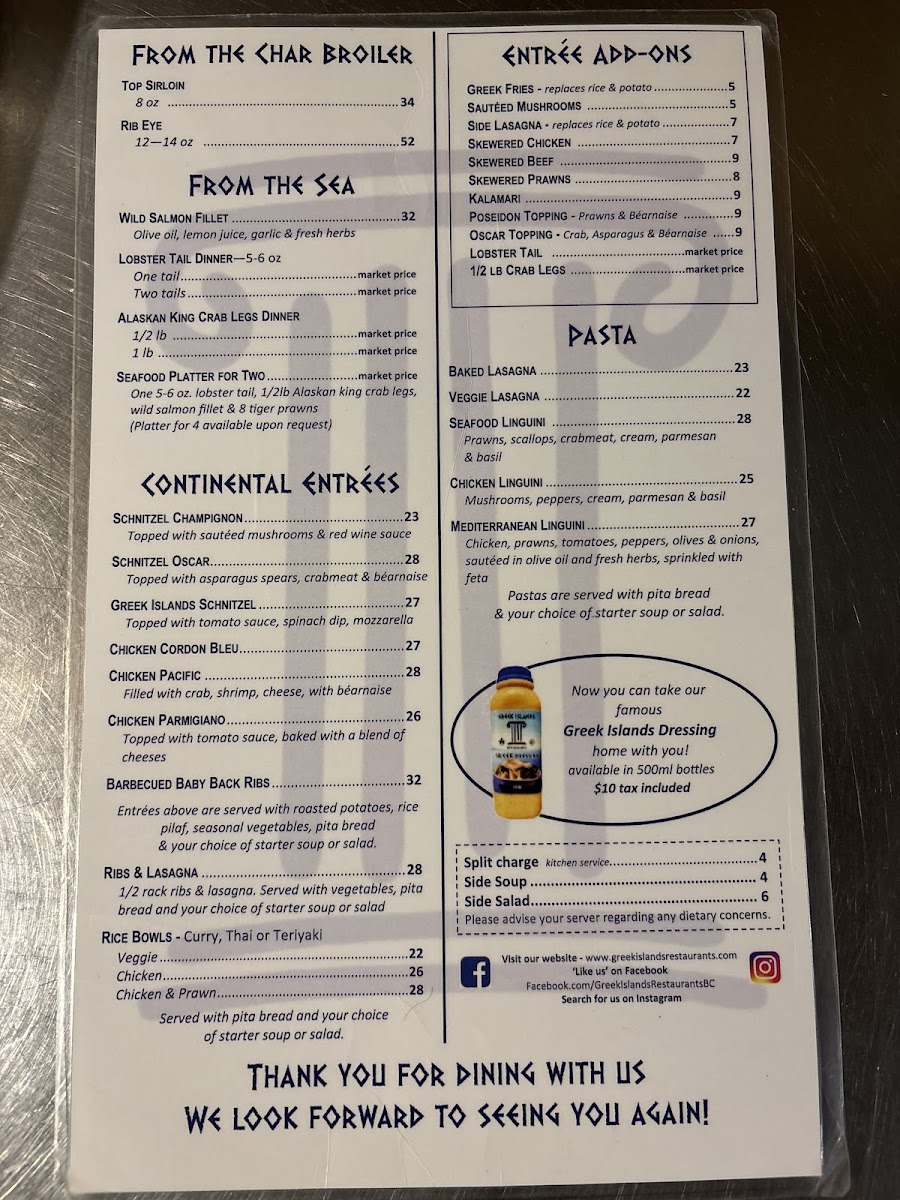 FROM THE CHAR BROILER
TOP SIRLOIN
8 oz ........ 34
RIB EYE
12—14 oz ........ 52
FROM THE SEA
WILD SALMON FILLET ........ 32
Olive oil, lemon juice, garlic & fresh herbs
LOBSTER TAIL DINNER—5-6 oz
One tail ........ market price
Two tails ........ market price
ALASKAN KING CRAB LEGS DINNER
1/2 lb ........ market price
1 lb ........ market price
SEAFOOD PLATTER FOR TWO ........ market price
One 5-6 oz. lobster tail, 1/2lb Alaskan king crab legs,
wild salmon fillet & 8 tiger prawns
(Platter for 4 available upon request)
CONTINENTAL ENTRÉES
SCHNITZEL CHAMPIGNON ........ 23
Topped with sautéed mushrooms & red wine sauce
SCHNITZEL OSCAR ........ 28
Topped with asparagus spears, crabmeat & béarnaise
GREEK ISLANDS SCHNITZEL ........ 27
Topped with tomato sauce, spinach dip, mozzarella
CHICKEN CORDON BLEU ........ 27
CHICKEN PACIFIC ........ 28
Filled with crab, shrimp, cheese, with béarnaise
CHICKEN PARMIGIANO ........ 26
Topped with tomato sauce, baked with a blend of
cheeses
BARBECUED BABY BACK RIBS ........ 32
Entrées above are served with roasted potatoes, rice
pilaf, seasonal vegetables, pita bread
& your choice of starter soup or salad.
RIBS & LASAGNA ........ 28
1/2 rack ribs & lasagna. Served with vegetables, pita
bread and your choice of starter soup or salad
RICE BOWLS - Curry, Thai or Teriyaki
Veggie ........ 22
Chicken ........ 26
Chicken & Prawn ........ 28
Served with pita bread and your choice
of starter soup or salad.
ENTRÉE ADD-ONS
GREEK FRIES - replaces rice & potato ........ 5
SAUTÉED MUSHROOMS ........ 5
SIDE LASAGNA - replaces rice & potato ........ 7
SKEWERED CHICKEN ........ 7
SKEWERED BEEF ........ 9
SKEWERED PRAWNS ........ 8
KALAMARI ........ 9
POSEIDON TOPPING - Prawns & Béarnaise ........ 9
OSCAR TOPPING - Crab, Asparagus & Béarnaise ...... 9
LOBSTER TAIL ........ market price
1/2 LB CRAB LEGS ........ market price
PASTA
BAKED LASAGNA ........ 23
VEGGIE LASAGNA ........ 22
SEAFOOD LINGUINI ........ 28
Prawns, scallops, crabmeat, cream, parmesan
& basil
CHICKEN LINGUINI ........ 25
Mushrooms, peppers, cream, parmesan & basil
MEDITERRANEAN LINGUINI ........ 27
Chicken, prawns, tomatoes, peppers, olives & onions,
sautéed in olive oil and fresh herbs, sprinkled with
feta
Pastas are served with pita bread
& your choice of starter soup or salad.
GREEK ISLANDS
Now you can take our
famous
Greek Islands Dressing
home with you!
available in 500ml bottles
$10 tax included
Split charge kitchen service ........ 4
Side Soup ........ 4
Side Salad ........ 6
Please advise your server regarding any dietary concerns.
Visit our website - www.greekislandsrestaurants.com
'Like us' on Facebook
Facebook.com/GreekIslandsRestaurantsBC
Search for us on Instagram
THANK YOU FOR DINING WITH US
WE LOOK FORWARD TO SEEING YOU AGAIN!